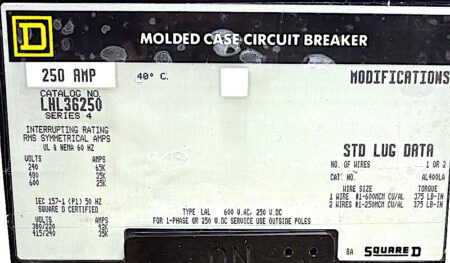 D
MOLDED CASE CIRCUIT BREAKER
250 AMP
40° C.
MODIFICATIONS
CATALOG NO.
LHL36250
SERIES 4
INTERRUPTING RATING
RMS SYMMETRICAL AMPS
UL & NEMA 60 HZ
VOLTS AMPS
240 65K
480 35K
600 25K
STD LUG DATA
NO. OF WIRES 1 OR 2
CAT. NO. AL400LA
WIRE SIZE TORQUE
1 WIRE #1-600MCM CU/AL 375 LB-IN
2 WIRES #1-250MCM CU/AL 375 LB-IN
IEC 157-1 (P1) 50 HZ
SQUARE D CERTIFIED
VOLTS AMPS
380/220 42K
415/240 35K
TYPE LAL 600 V.AC, 250 V.DC
FOR 1-PHASE OR 250 V.DC SERVICE USE OUTSIDE POLES
ON
BA SQUARE D